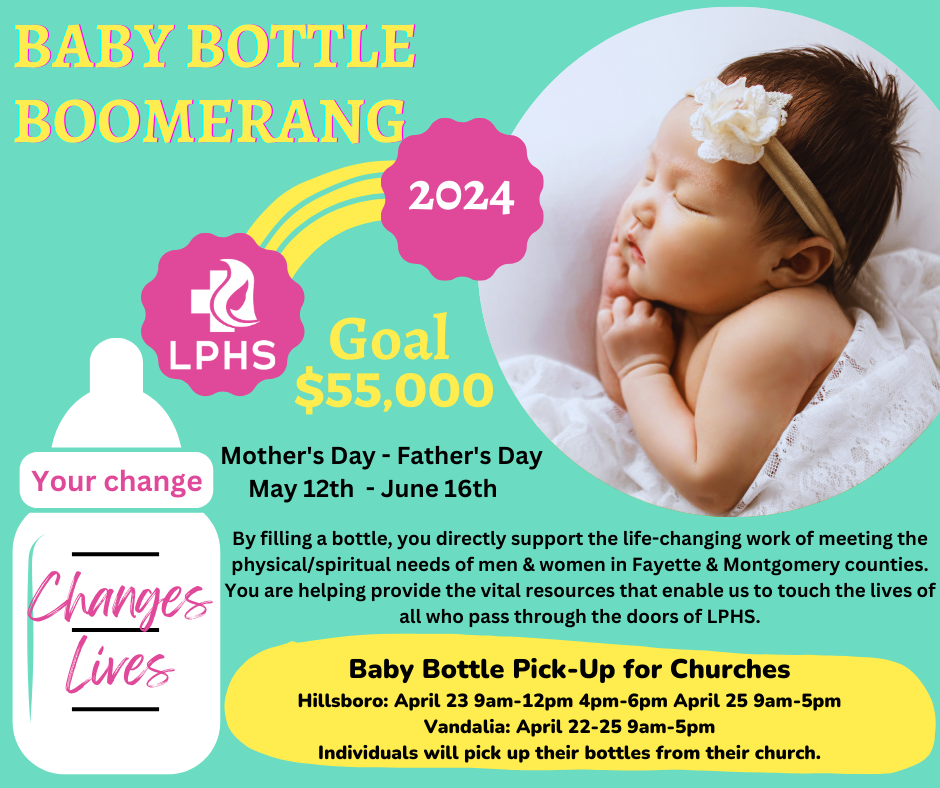 BABY BOTTLE
BOOMERANG
2024
LPHS
Goal
$55,000
Mother's Day - Father's Day
May 12th  - June 16th
Your change
Changes
Lives
By filling a bottle, you directly support the life-changing work of meeting the
physical/spiritual needs of men & women in Fayette & Montgomery counties.
You are helping provide the vital resources that enable us to touch the lives of
all who pass through the doors of LPHS.
Baby Bottle Pick-Up for Churches
Hillsboro: April 23 9am-12pm 4pm-6pm April 25 9am-5pm
Vandalia: April 22-25 9am-5pm
Individuals will pick up their bottles from their church.